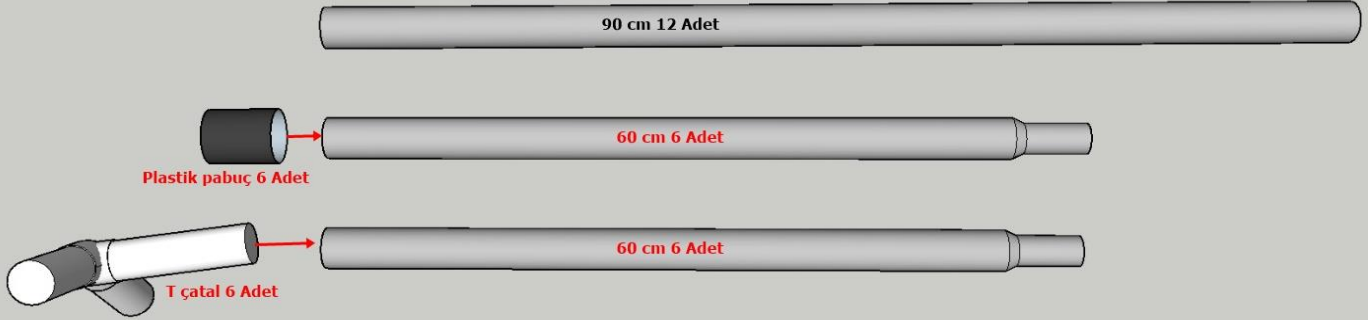 90 cm 12 Adet
60 cm 6 Adet
Plastik pabuç 6 Adet
60 cm 6 Adet
T çatal 6 Adet